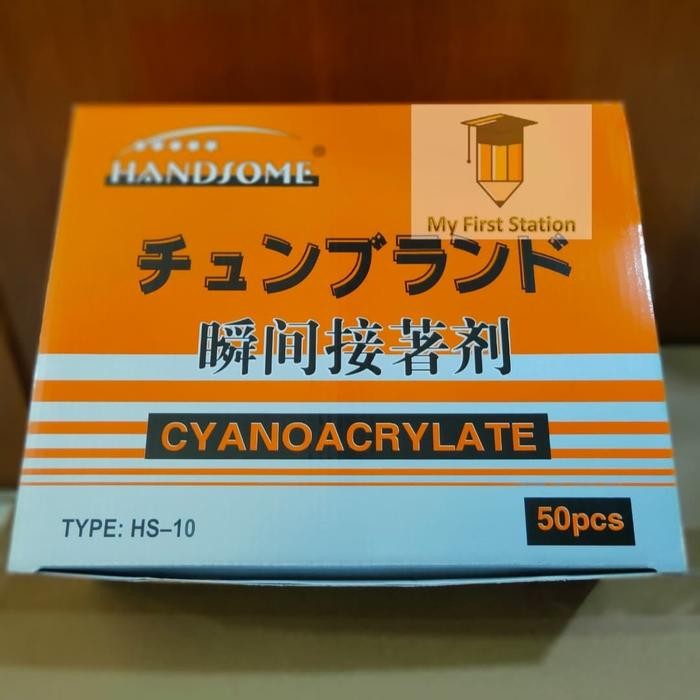 HANDSOME®
My First Station
チュンブランド
瞬间接著剂
CYANOACRYLATE
TYPE: HS–10
50pcs